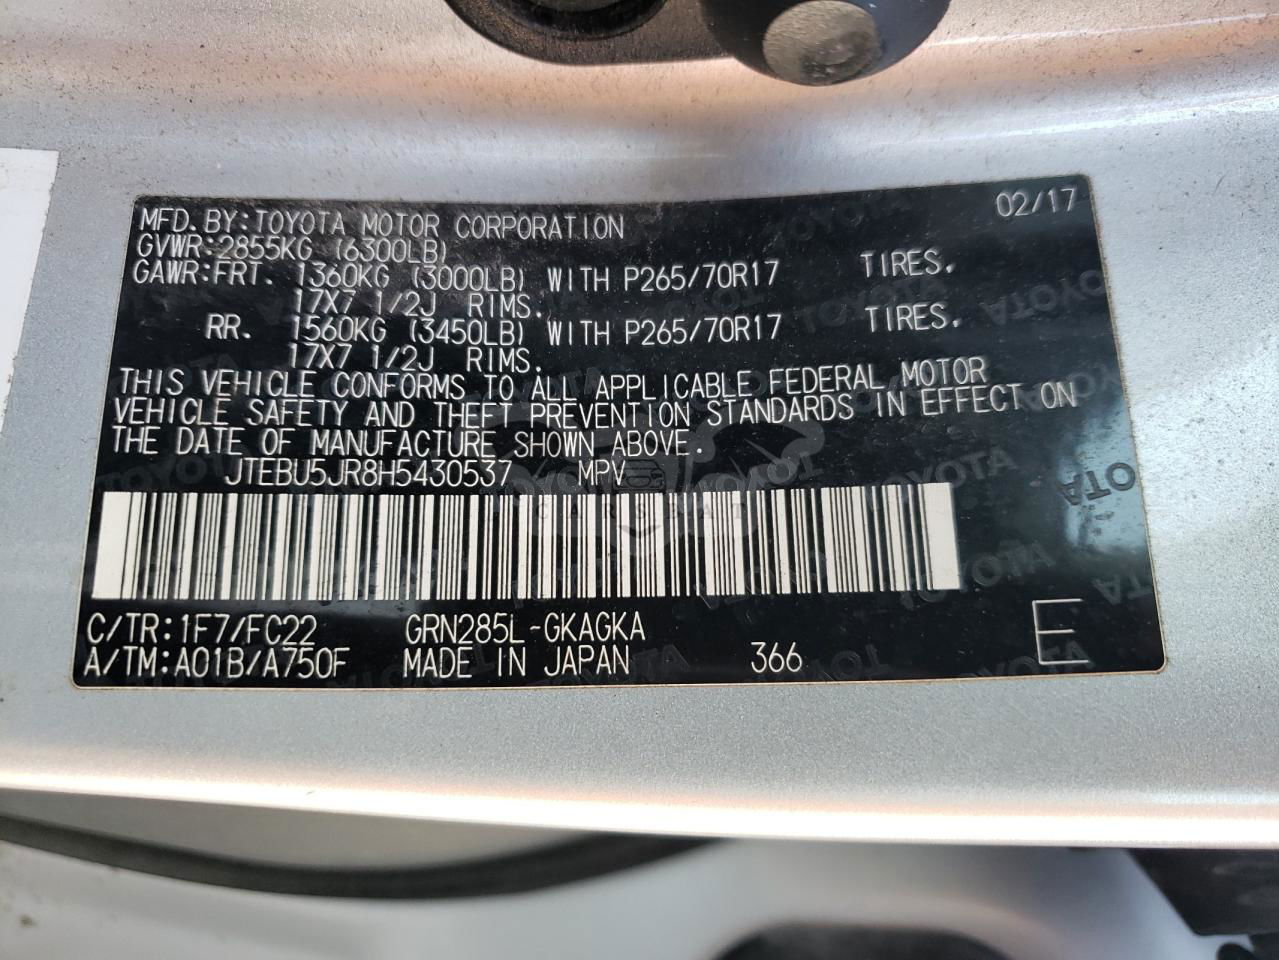 02/17
MFD. BY: TOYOTA MOTOR CORPORATION
GVWR: 2855KG (6300LB)
GAWR: FRT. 1360KG (3000LB) WITH P265/70R17 TIRES.
17X7 1/2J RIMS.
RR. 1560KG (3450LB) WITH P265/70R17 TIRES.
17X7 1/2J RIMS.
THIS VEHICLE CONFORMS TO ALL APPLICABLE FEDERAL MOTOR
VEHICLE SAFETY AND THEFT PREVENTION STANDARDS IN EFFECT ON
THE DATE OF MANUFACTURE SHOWN ABOVE.
JTEBU5JR8H5430537 MPV
C/TR: 1F7/FC22 GRN285L-GKAGKA
A/TM: A01B/A750F MADE IN JAPAN 366 E
TOYOTA